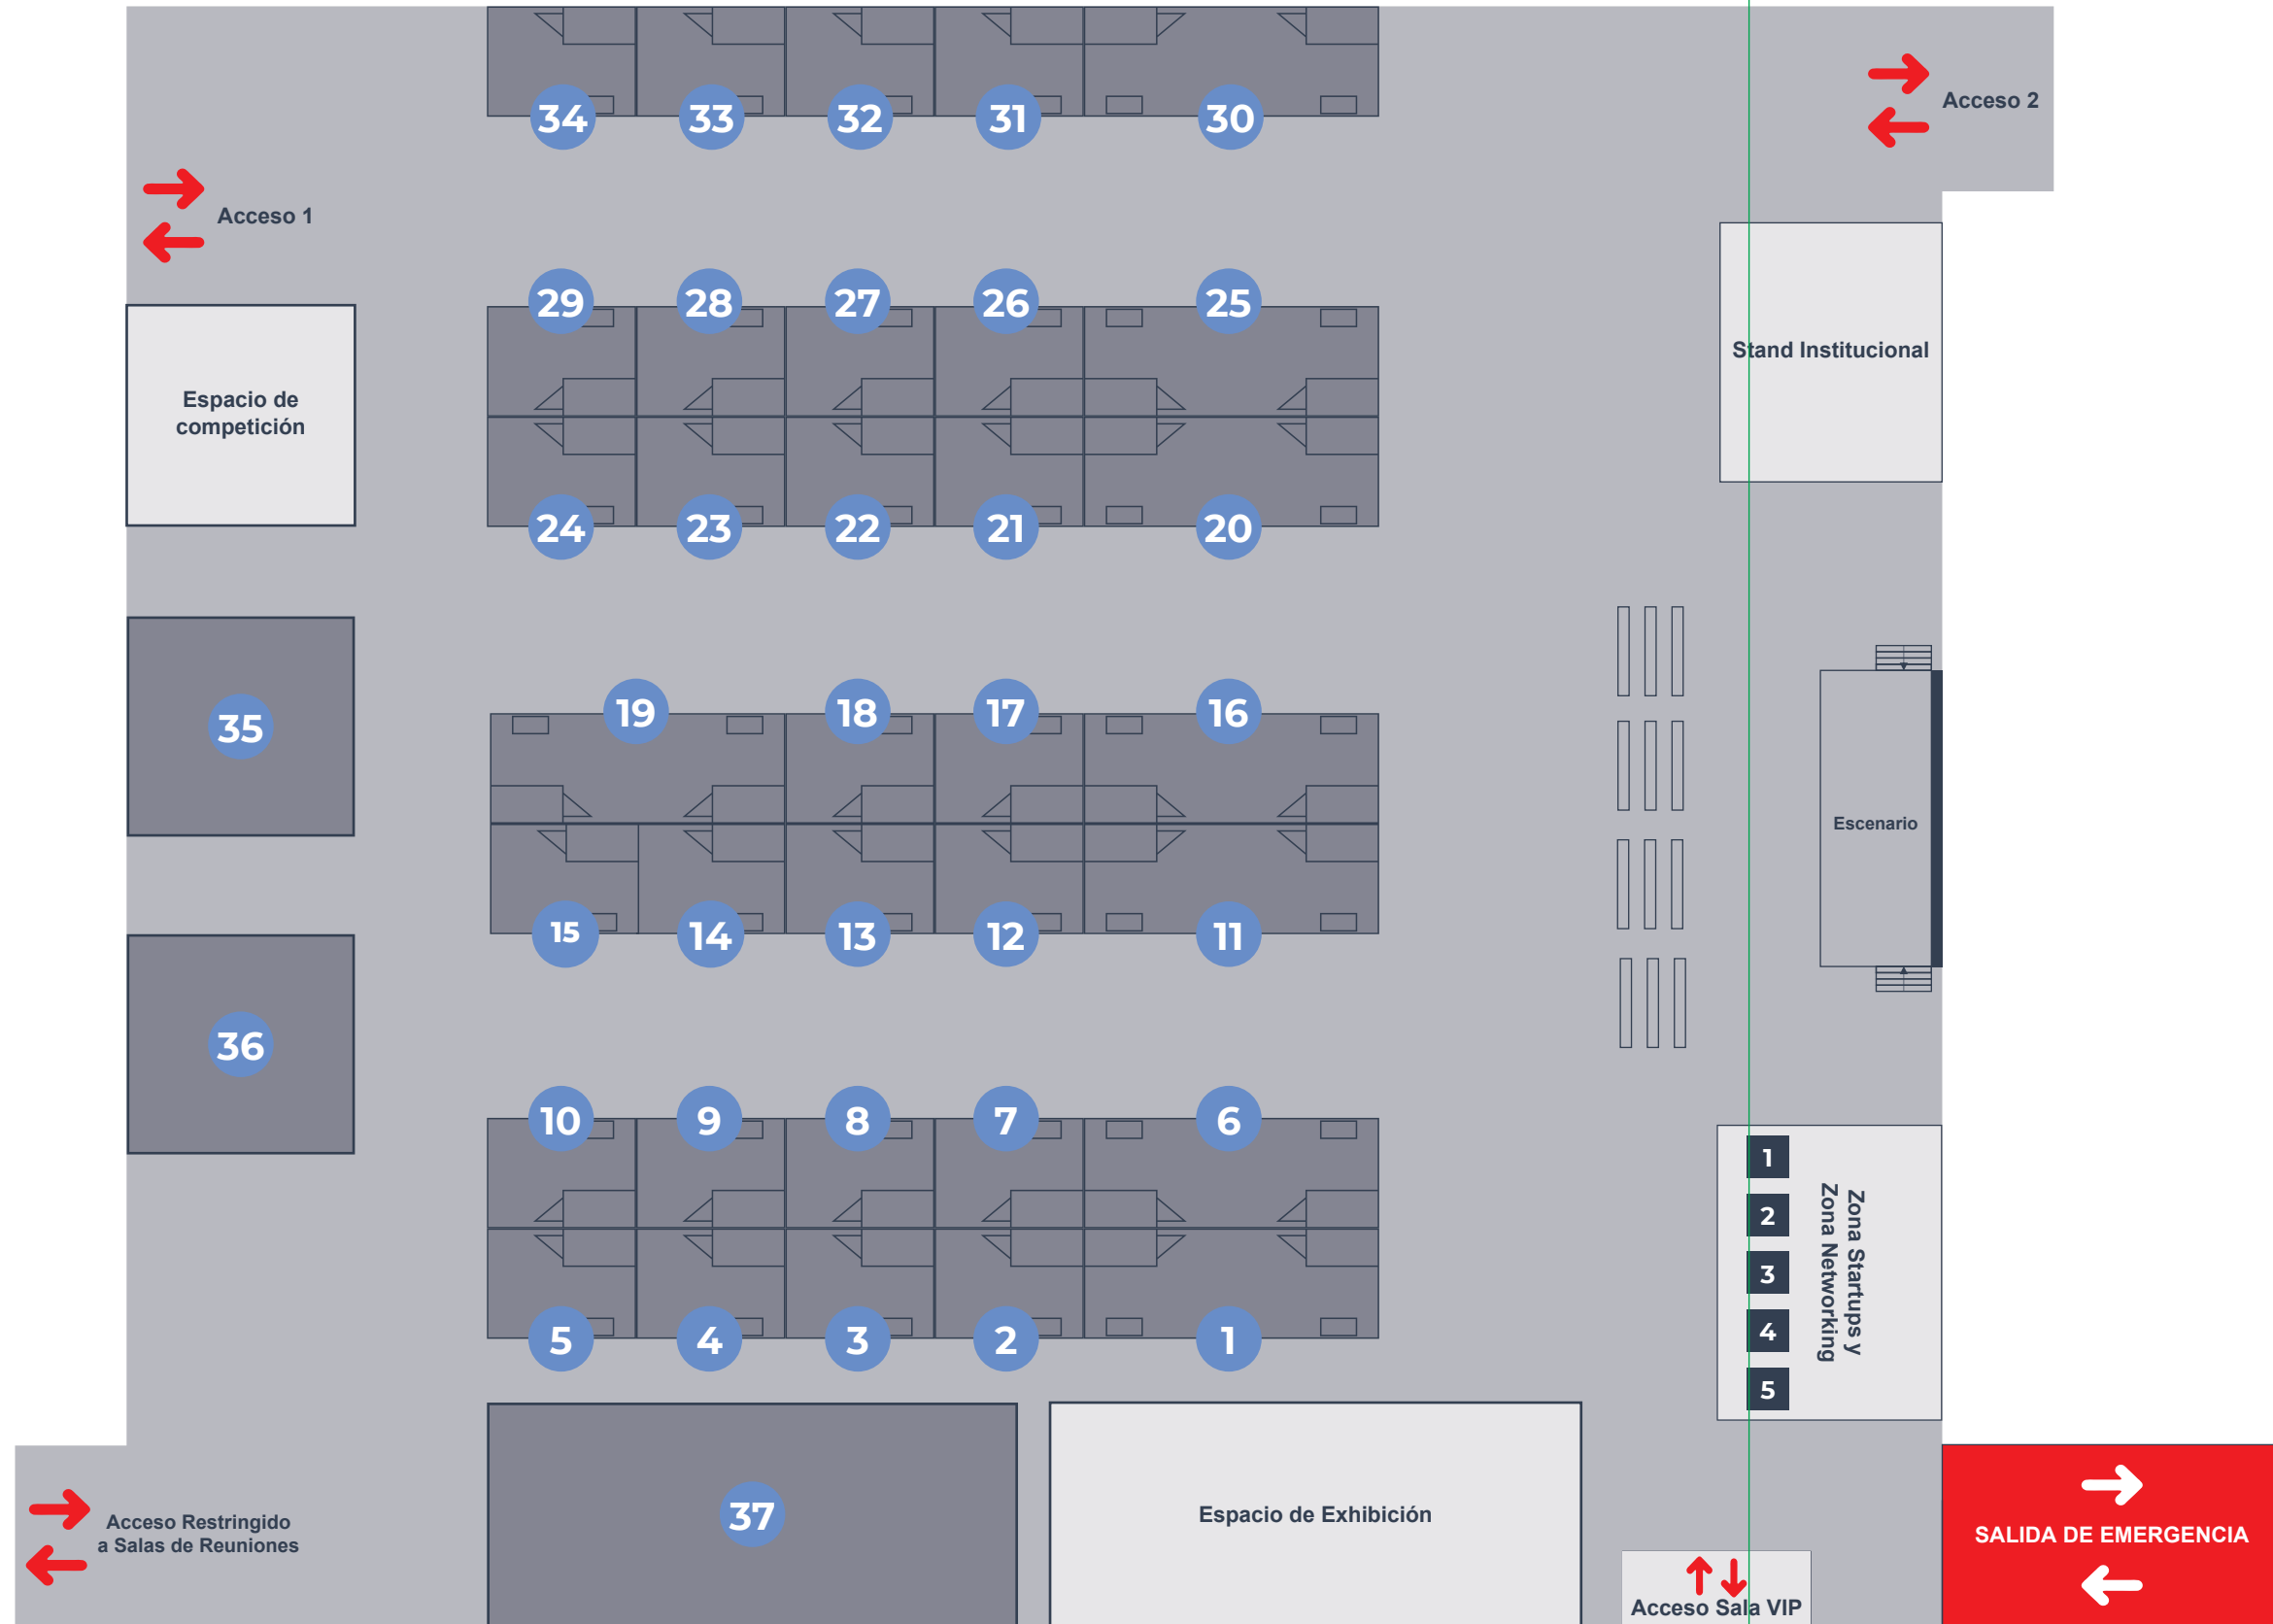 34 33 32 31 30
Acceso 2
Acceso 1
29 28 27 26 25
Stand Institucional
Espacio de
competición
24 23 22 21 20
19 18 17 16
35
Escenario
15 14 13 12 11
36
10 9 8 7 6
1
2
3
4
5
Zona Startups y
Zona Networking
5 4 3 2 1
37
Espacio de Exhibición
Acceso Restringido
a Salas de Reuniones
SALIDA DE EMERGENCIA
Acceso Sala VIP